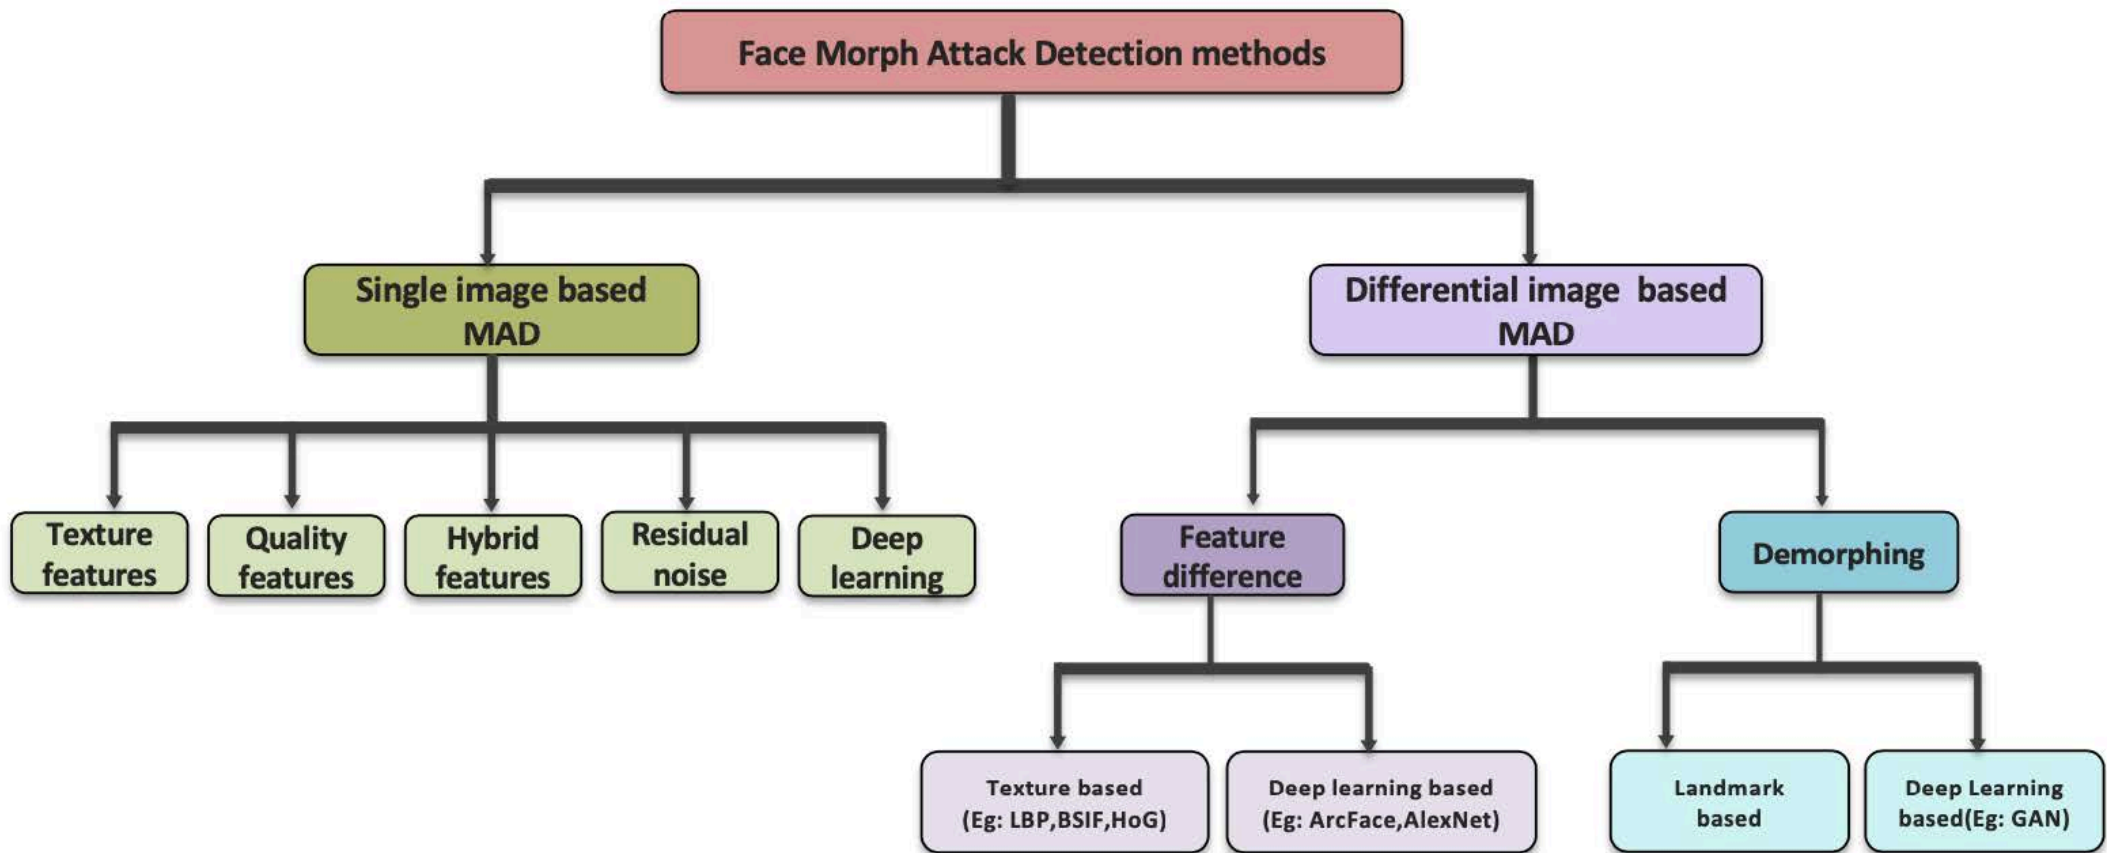 Face Morph Attack Detection methods
Single image based
MAD
Differential image based
MAD
Texture
features
Quality
features
Hybrid
features
Residual
noise
Deep
learning
Feature
difference
Demorphing
Texture based
(Eg: LBP,BSIF,HoG)
Deep learning based
(Eg: ArcFace,AlexNet)
Landmark
based
Deep Learning
based(Eg: GAN)